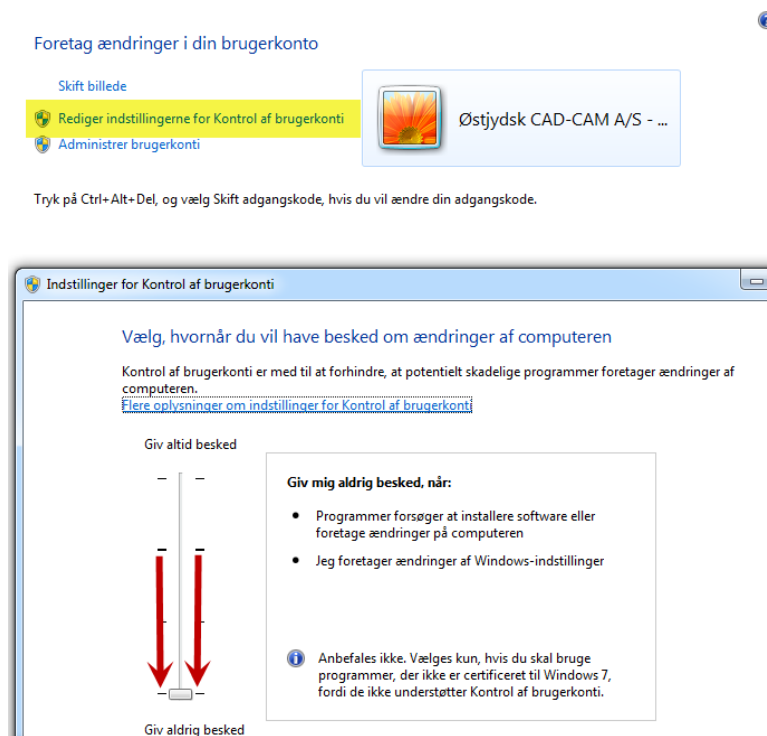 Foretag ændringer i din brugerkonto
Skift billede
Rediger indstillingerne for Kontrol af brugerkonti
Østjydsk CAD-CAM A/S - ...
Administrer brugerkonti
Tryk på Ctrl+Alt+Del, og vælg Skift adgangskode, hvis du vil ændre din adgangskode.
Indstillinger for Kontrol af brugerkonti
Vælg, hvornår du vil have besked om ændringer af computeren
Kontrol af brugerkonti er med til at forhindre, at potentielt skadelige programmer foretager ændringer af
computeren.
Flere oplysninger om indstillinger for Kontrol af brugerkonti
Giv altid besked
Giv mig aldrig besked, når:
Programmer forsøger at installere software eller
foretage ændringer på computeren
Jeg foretager ændringer af Windows-indstillinger
Anbefales ikke. Vælges kun, hvis du skal bruge
programmer, der ikke er certificeret til Windows 7,
fordi de ikke understøtter Kontrol af brugerkonti.
Giv aldrig besked